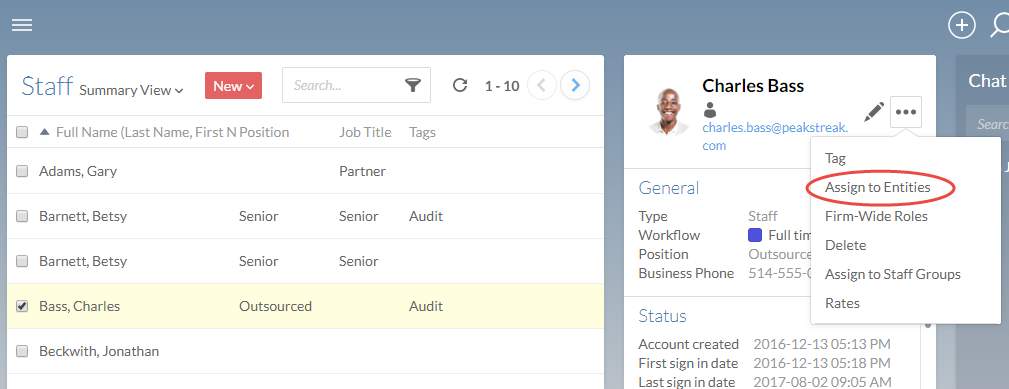 Staff Summary View
New
Search...
1 - 10
Full Name (Last Name, First N Position Job Title Tags
Adams, Gary Partner
Barnett, Betsy Senior Senior Audit
Barnett, Betsy Senior Senior
Bass, Charles Outsourced Audit
Beckwith, Jonathan
Charles Bass
charles.bass@peakstreak.
com
General
Type Staff
Workflow Full tim
Position Outsource
Business Phone 514-555-0
Status
Account created 2016-12-13 05:13 PM
First sign in date 2016-12-13 05:18 PM
Last sign in date 2017-08-02 09:05 AM
Tag
Assign to Entities
Firm-Wide Roles
Delete
Assign to Staff Groups
Rates
Chat
Searc